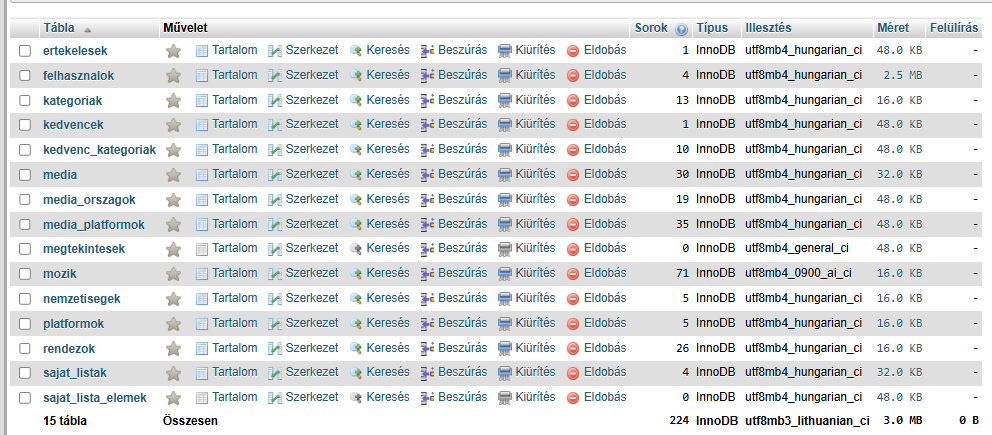 Tábla Művelet Sorok Típus Illesztés Méret Felülírás
ertekelesek Tartalom Szerkezet Keresés Beszúrás Kiürítés Eldobás 1 InnoDB utf8mb4_hungarian_ci 48.0 KB -
felhasznalok Tartalom Szerkezet Keresés Beszúrás Kiürítés Eldobás 4 InnoDB utf8mb4_hungarian_ci 2.5 MB -
kategoriak Tartalom Szerkezet Keresés Beszúrás Kiürítés Eldobás 13 InnoDB utf8mb4_hungarian_ci 16.0 KB -
kedvencek Tartalom Szerkezet Keresés Beszúrás Kiürítés Eldobás 1 InnoDB utf8mb4_hungarian_ci 48.0 KB -
kedvenc_kategoriak Tartalom Szerkezet Keresés Beszúrás Kiürítés Eldobás 10 InnoDB utf8mb4_hungarian_ci 48.0 KB -
media Tartalom Szerkezet Keresés Beszúrás Kiürítés Eldobás 30 InnoDB utf8mb4_hungarian_ci 32.0 KB -
media_orszagok Tartalom Szerkezet Keresés Beszúrás Kiürítés Eldobás 19 InnoDB utf8mb4_hungarian_ci 48.0 KB -
media_platformok Tartalom Szerkezet Keresés Beszúrás Kiürítés Eldobás 35 InnoDB utf8mb4_hungarian_ci 48.0 KB -
megtekintesek Tartalom Szerkezet Keresés Beszúrás Kiürítés Eldobás 0 InnoDB utf8mb4_general_ci 48.0 KB -
mozik Tartalom Szerkezet Keresés Beszúrás Kiürítés Eldobás 71 InnoDB utf8mb4_0900_ai_ci 16.0 KB -
nemzetisegek Tartalom Szerkezet Keresés Beszúrás Kiürítés Eldobás 5 InnoDB utf8mb4_hungarian_ci 16.0 KB -
platformok Tartalom Szerkezet Keresés Beszúrás Kiürítés Eldobás 5 InnoDB utf8mb4_hungarian_ci 16.0 KB -
rendezok Tartalom Szerkezet Keresés Beszúrás Kiürítés Eldobás 26 InnoDB utf8mb4_hungarian_ci 16.0 KB -
sajat_listak Tartalom Szerkezet Keresés Beszúrás Kiürítés Eldobás 4 InnoDB utf8mb4_hungarian_ci 32.0 KB -
sajat_lista_elemek Tartalom Szerkezet Keresés Beszúrás Kiürítés Eldobás 0 InnoDB utf8mb4_hungarian_ci 48.0 KB -
15 tábla Összesen 224 InnoDB utf8mb3_lithuanian_ci 3.0 MB 0 B